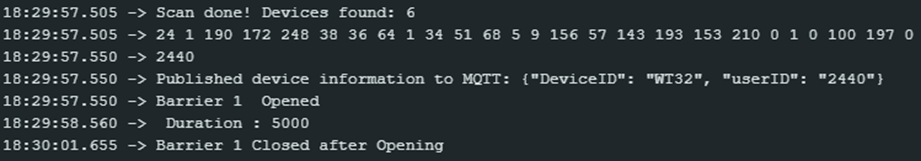 18:29:57.505 -> Scan done! Devices found: 6
18:29:57.505 -> 24 1 190 172 248 38 36 64 1 34 51 68 5 9 156 57 143 193 153 210 0 1 0 100 197 0
18:29:57.550 -> 2440
18:29:57.550 -> Published device information to MQTT: {"DeviceID": "WT32", "userID": "2440"}
18:29:57.550 -> Barrier 1  Opened
18:29:58.560 ->  Duration : 5000
18:30:01.655 -> Barrier 1 Closed after Opening